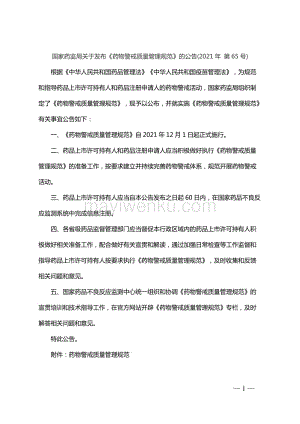 国家药监局关于发布《药物警戒质量管理规范》的公告(2021 年 第 65 号)
根据《中华人民共和国药品管理法》《中华人民共和国疫苗管理法》，为规范
和指导药品上市许可持有人和药品注册申请人的药物警戒活动，国家药监局组织制
定了《药物警戒质量管理规范》，现予以公布，并就实施《药物警戒质量管理规范》
有关事宜公告如下：
一、《药物警戒质量管理规范》自 2021 年 12 月 1 日起正式施行。
二、药品上市许可持有人和药品注册申请人应当积极做好执行《药物警戒质量
管理规范》的准备工作，按要求建立并持续完善药物警戒体系，规范开展药物警戒
活动。
三、药品上市许可持有人应当自本公告发布之日起 60 日内，在国家药品不良反
应监测系统中完成信息注册。
四、各省级药品监督管理部门应当督促本行政区域内的药品上市许可持有人积
极做好相关准备工作，配合做好有关宣贯和解读，通过加强日常检查等工作监督和
指导药品上市许可持有人按要求执行《药物警戒质量管理规范》，及时收集和反馈
相关问题和意见。
五、国家药品不良反应监测中心统一组织和协调《药物警戒质量管理规范》的
宣贯培训和技术指导工作，在官方网站开辟《药物警戒质量管理规范》专栏，及时
解答相关问题和意见。
特此公告。
附件：药物警戒质量管理规范
— 1
mayiwenku.com